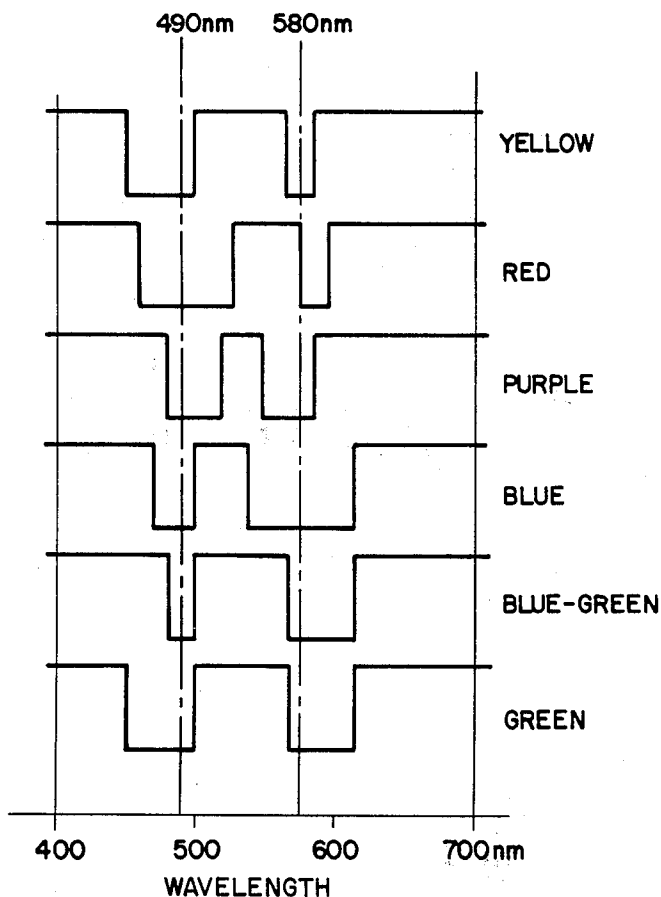 490nm 580nm
YELLOW
RED
PURPLE
BLUE
BLUE-GREEN
GREEN
400 500 600 700nm
WAVELENGTH